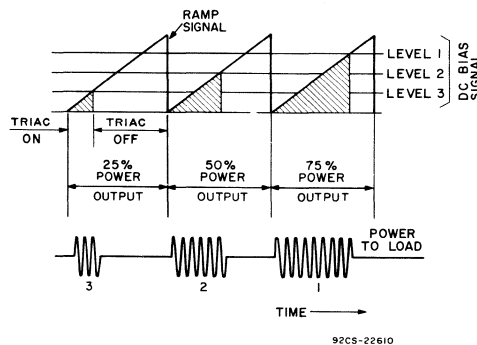 RAMP
SIGNAL
LEVEL 1
LEVEL 2
LEVEL 3
DC BIAS
SIGNAL
TRIAC
ON
TRIAC
OFF
25%
POWER
OUTPUT
50%
POWER
OUTPUT
75%
POWER
OUTPUT
POWER
TO LOAD
3
2
1
TIME
92CS-22610